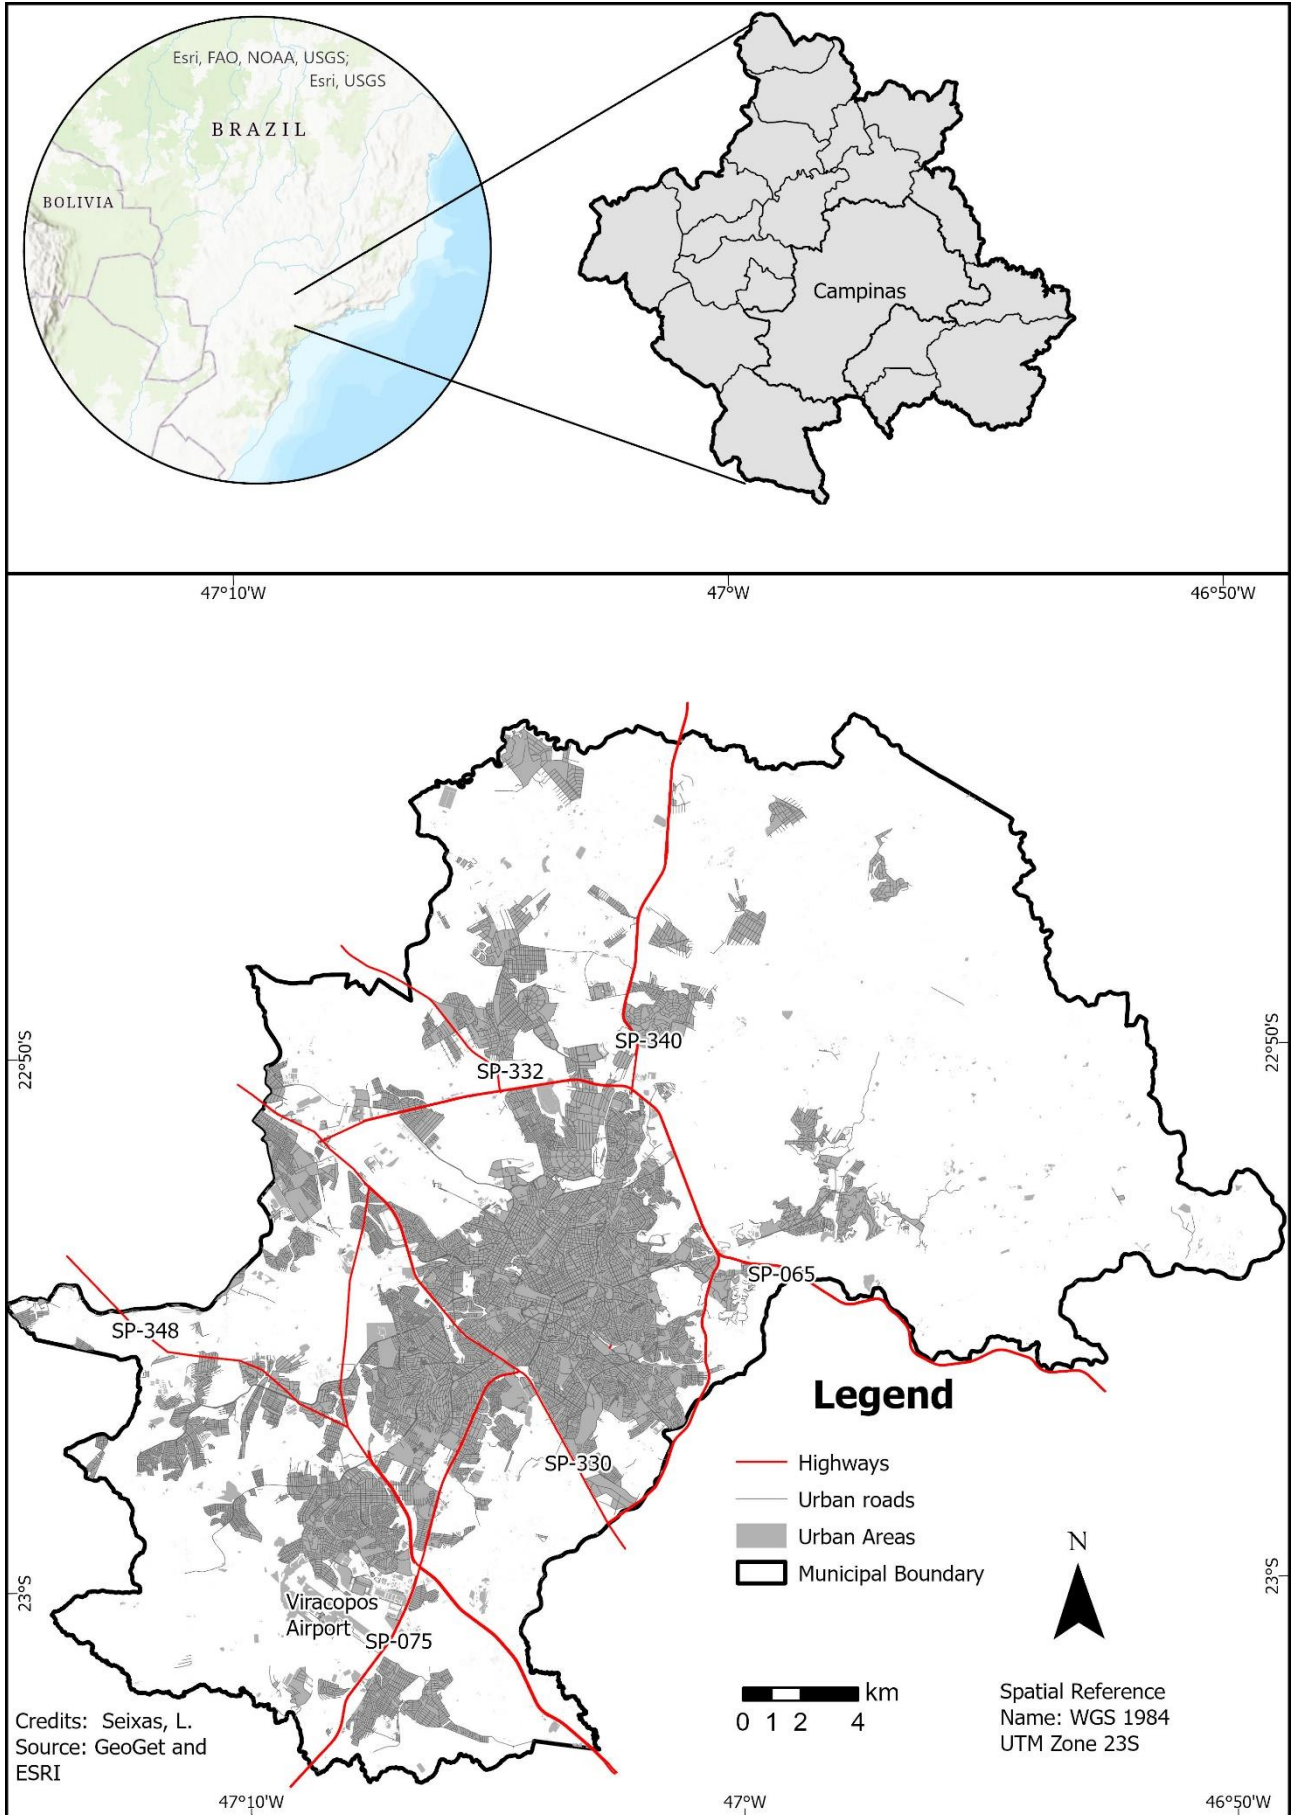 Esri, FAO, NOAA, USGS;
Esri, USGS
BRAZIL
BOLIVIA
Campinas
47°10'W
47°W
46°50'W
22°50'S
22°50'S
SP-340
SP-332
SP-065
SP-348
SP-330
Viracopos
Airport
SP-075
23°S
23°S
Legend
Highways
Urban roads
Urban Areas
Municipal Boundary
N
km
0 1 2 4
Spatial Reference
Name: WGS 1984
UTM Zone 23S
Credits: Seixas, L.
Source: GeoGet and
ESRI
47°10'W
47°W
46°50'W